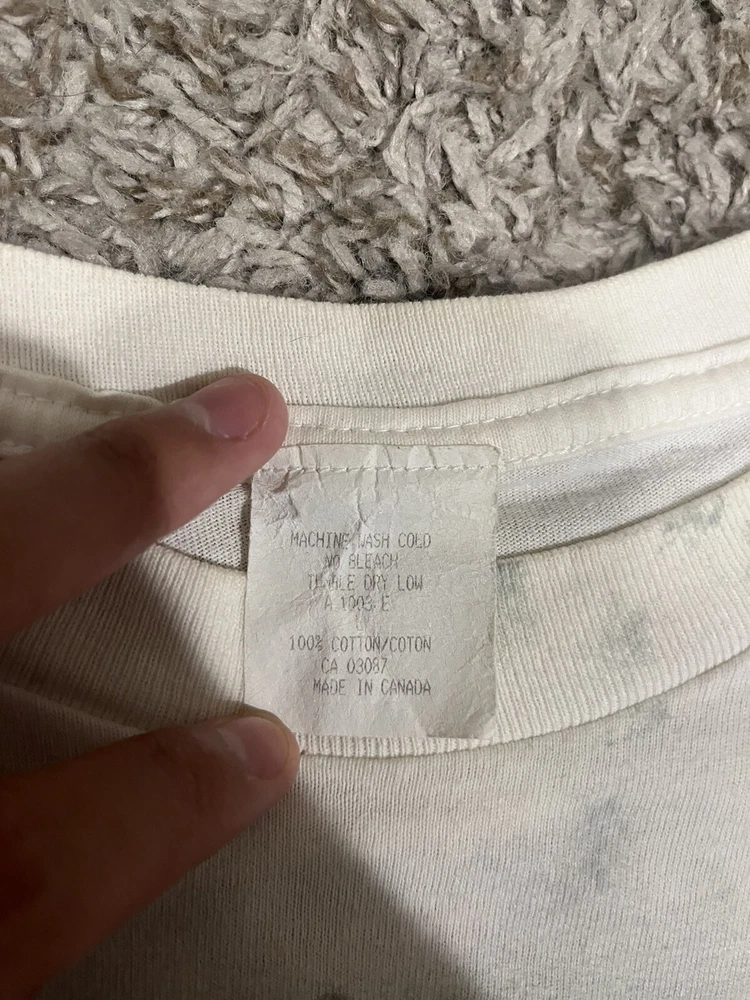 MACHINE WASH COLD
NO BLEACH
TUMBLE DRY LOW
A 1003 E
100% COTTON/COTON
CA 03087
MADE IN CANADA